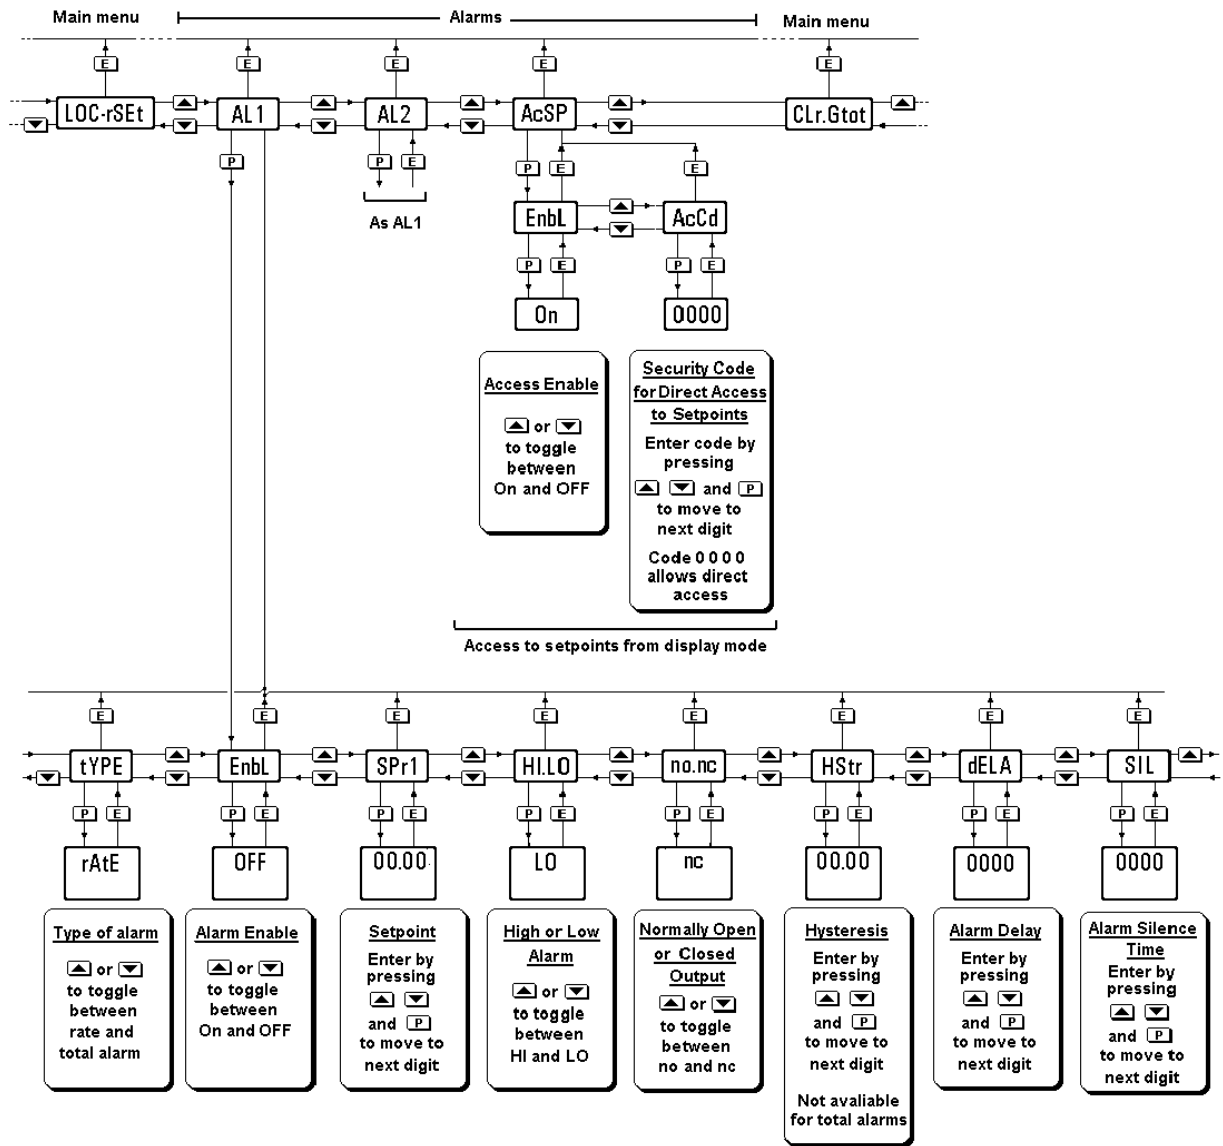 Main menu Alarms Main menu
E E E E E
LOC-rSEt AL1 AL2 AcSP CLr.Gtot
P P E P E E
As AL1
EnbL AcCd
P E P E
On 0000
Access Enable
or
to toggle
between
On and OFF
Security Code
for Direct Access
to Setpoints
Enter code by
pressing
and P
to move to
next digit
Code 0 0 0 0
allows direct
access
Access to setpoints from display mode
E E E E E E E E
tYPE EnbL SPr1 HI.LO no.nc HStr dELA SIL
P E P E P E P E P E P E P E P E
rAtE OFF 00.00 LO nc 00.00 0000 0000
Type of alarm
or
to toggle
between
rate and
total alarm
Alarm Enable
or
to toggle
between
On and OFF
Setpoint
Enter by
pressing
and P
to move to
next digit
High or Low
Alarm
or
to toggle
between
HI and LO
Normally Open
or Closed
Output
or
to toggle
between
no and nc
Hysteresis
Enter by
pressing
and P
to move to
next digit
Not avaliable
for total alarms
Alarm Delay
Enter by
pressing
and P
to move to
next digit
Alarm Silence
Time
Enter by
pressing
and P
to move to
next digit